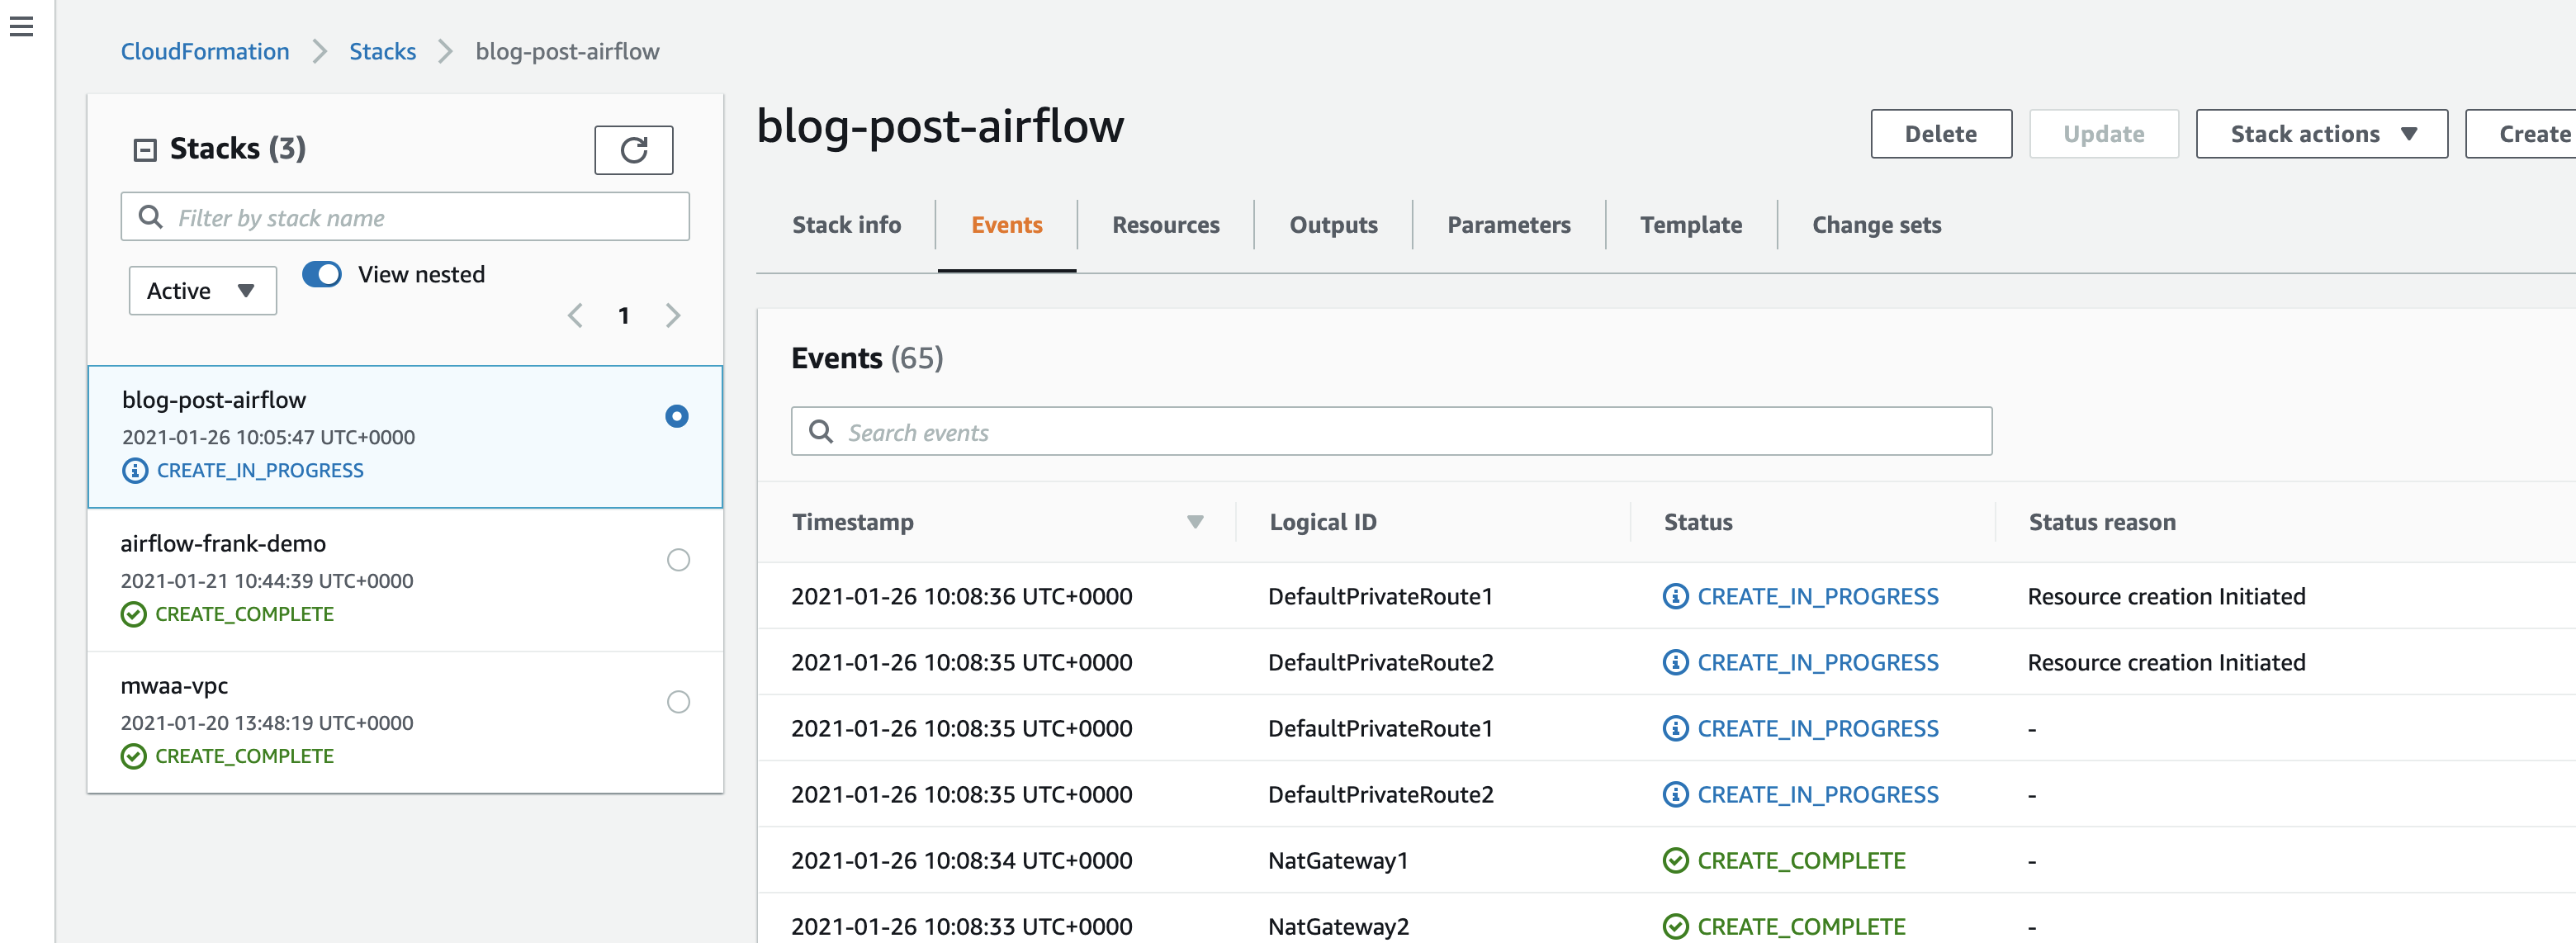 CloudFormation > Stacks > blog-post-airflow
Stacks (3)
Filter by stack name
Active
View nested
1
blog-post-airflow
2021-01-26 10:05:47 UTC+0000
CREATE_IN_PROGRESS
airflow-frank-demo
2021-01-21 10:44:39 UTC+0000
CREATE_COMPLETE
mwaa-vpc
2021-01-20 13:48:19 UTC+0000
CREATE_COMPLETE
blog-post-airflow
Delete Update Stack actions Create
Stack info Events Resources Outputs Parameters Template Change sets
Events (65)
Search events
Timestamp Logical ID Status Status reason
2021-01-26 10:08:36 UTC+0000 DefaultPrivateRoute1 CREATE_IN_PROGRESS Resource creation Initiated
2021-01-26 10:08:35 UTC+0000 DefaultPrivateRoute2 CREATE_IN_PROGRESS Resource creation Initiated
2021-01-26 10:08:35 UTC+0000 DefaultPrivateRoute1 CREATE_IN_PROGRESS -
2021-01-26 10:08:35 UTC+0000 DefaultPrivateRoute2 CREATE_IN_PROGRESS -
2021-01-26 10:08:34 UTC+0000 NatGateway1 CREATE_COMPLETE -
2021-01-26 10:08:33 UTC+0000 NatGateway2 CREATE_COMPLETE -